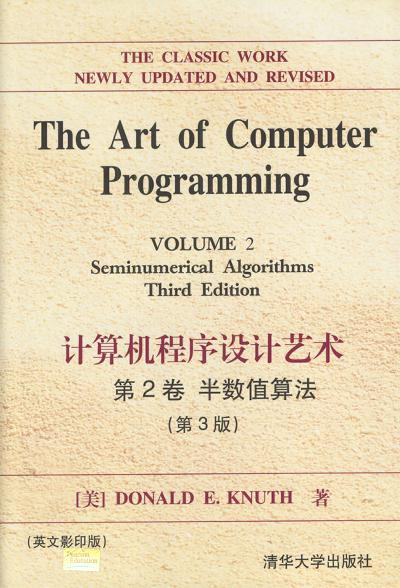 THE CLASSIC WORK
NEWLY UPDATED AND REVISED
The Art of Computer
Programming
VOLUME 2
Seminumerical Algorithms
Third Edition
计算机程序设计艺术
第2卷 半数值算法
(第3版)
[美] DONALD E. KNUTH 著
(英文影印版)
Pearson
Education
清华大学出版社